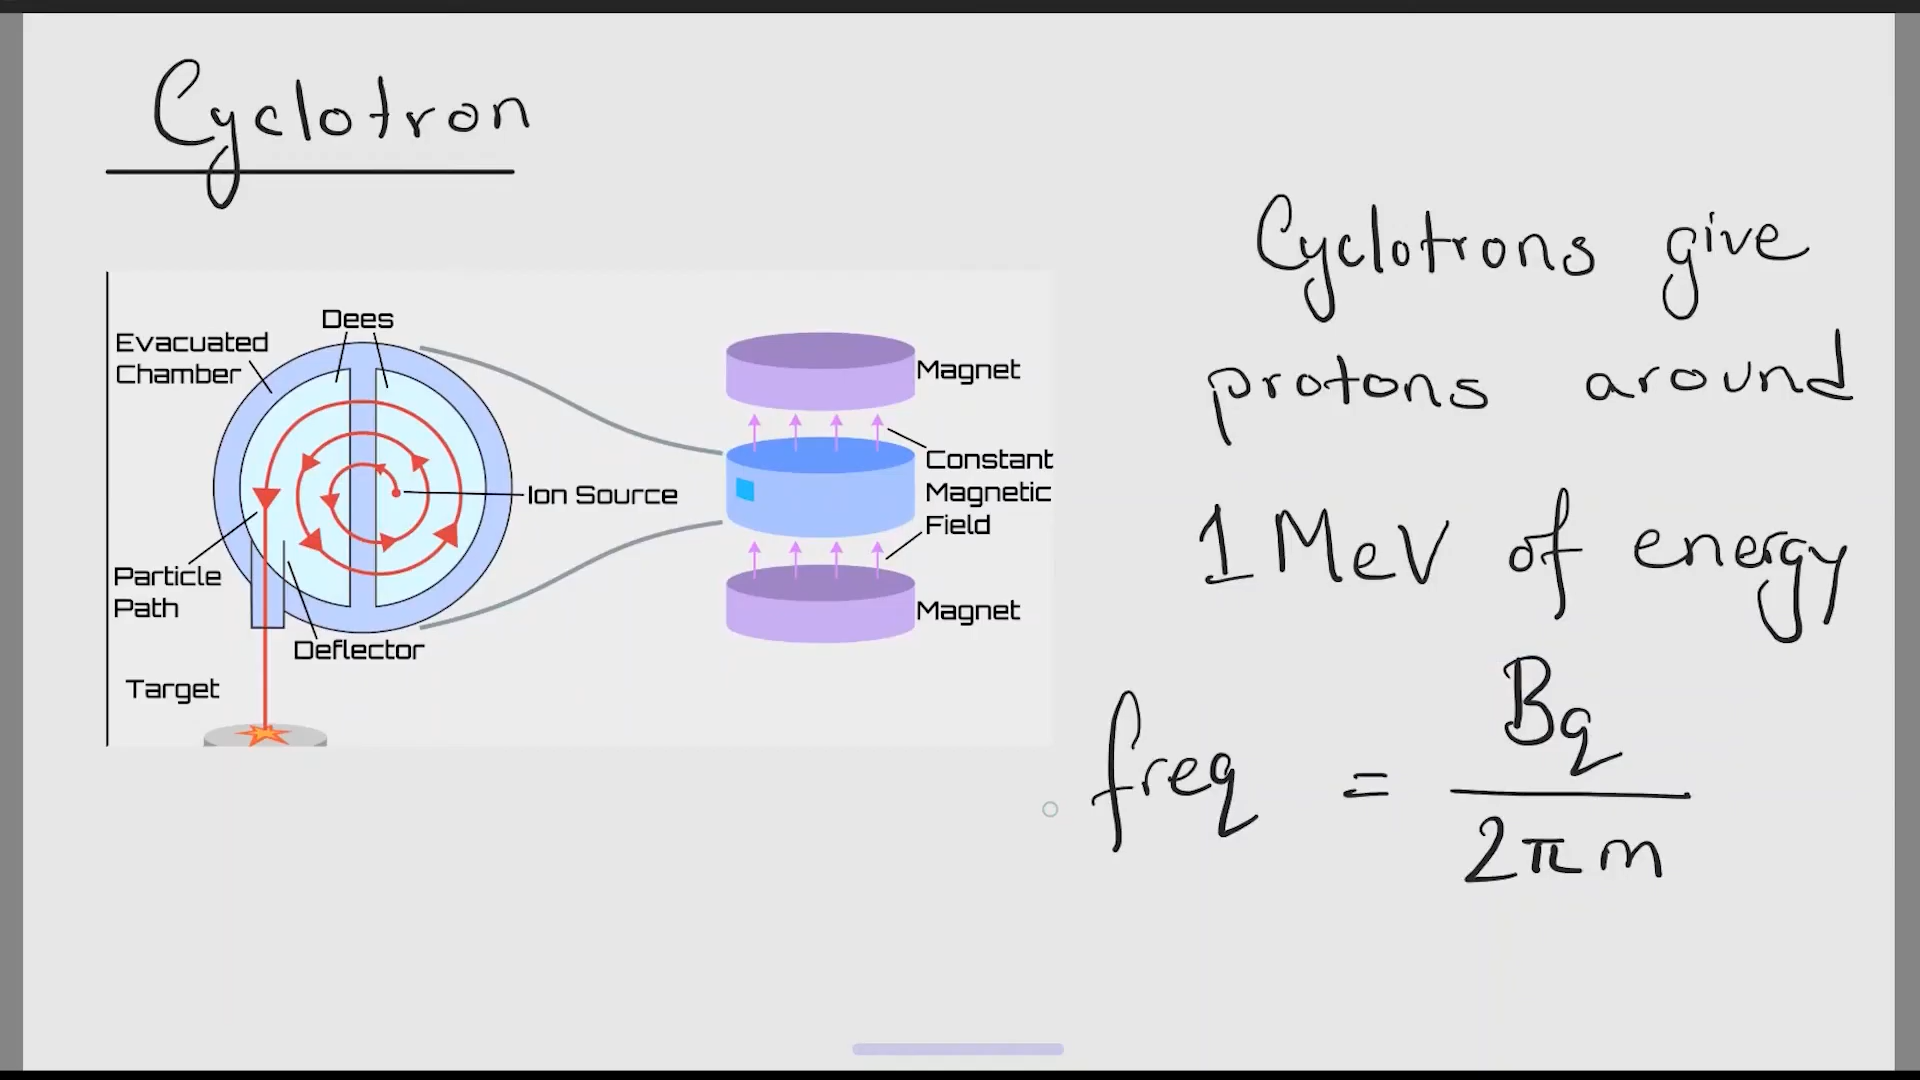 Cyclotron
Dees
Evacuated
Chamber
Ion Source
Particle
Path
Deflector
Target
Magnet
Constant
Magnetic
Field
Magnet
Cyclotrons give
protons around
1 MeV of energy
freq = Bq
2πm